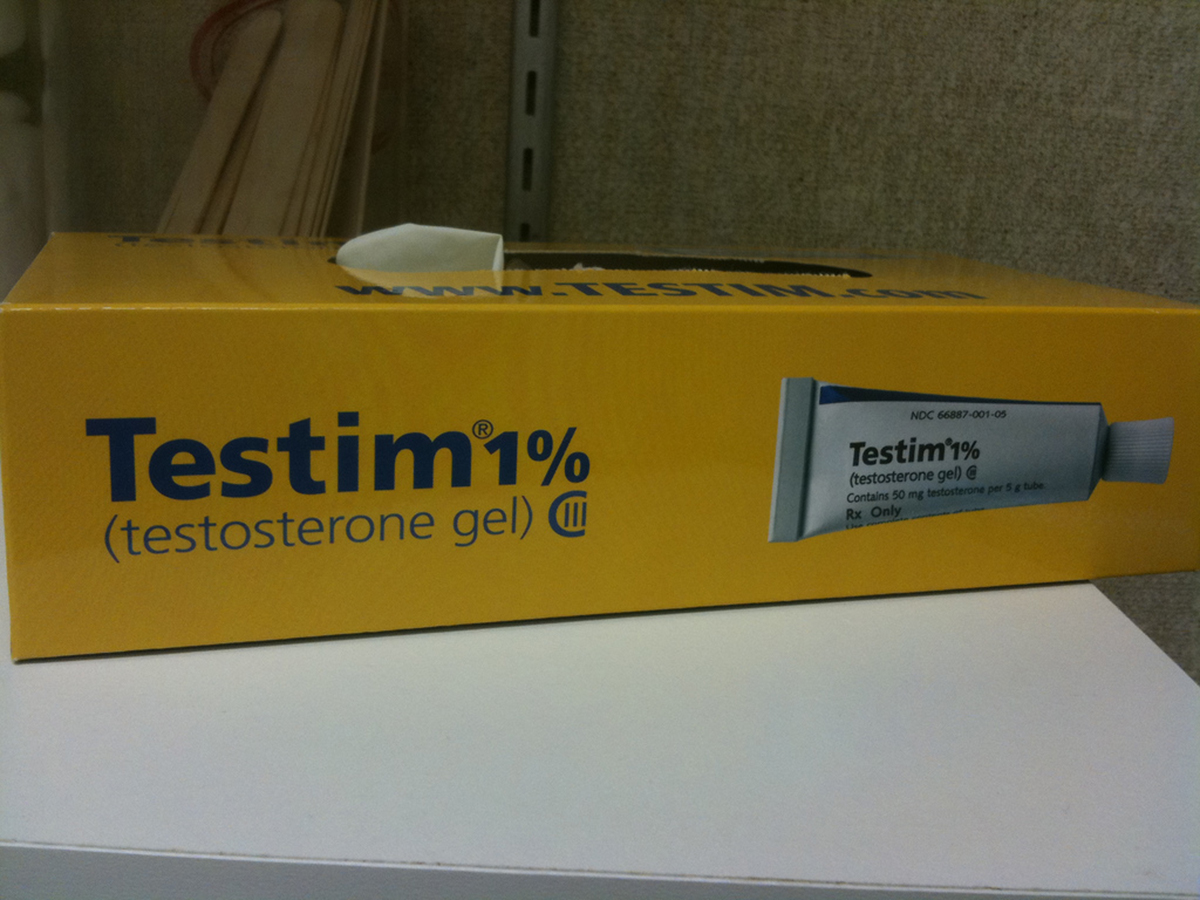 www.TESTIM.com
Testim® 1%
(testosterone gel) CIII
NDC 66887-001-05
Testim® 1%
(testosterone gel) CIII
Contains 50 mg testosterone per 5 g tube.
Rx Only